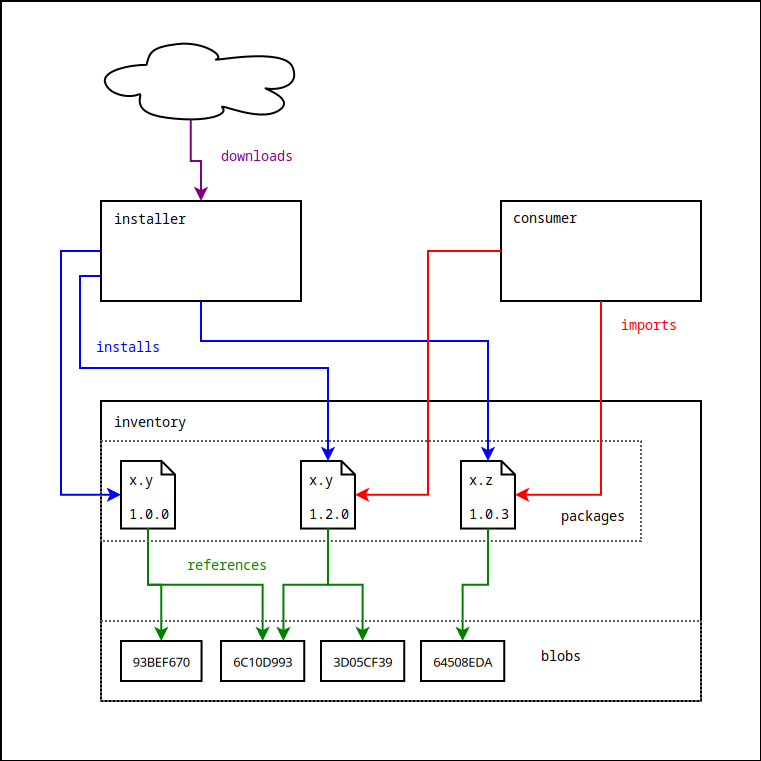 downloads
installer
consumer
imports
installs
inventory
x.y
1.0.0
x.y
1.2.0
x.z
1.0.3
packages
references
93BEF670
6C10D993
3D05CF39
64508EDA
blobs